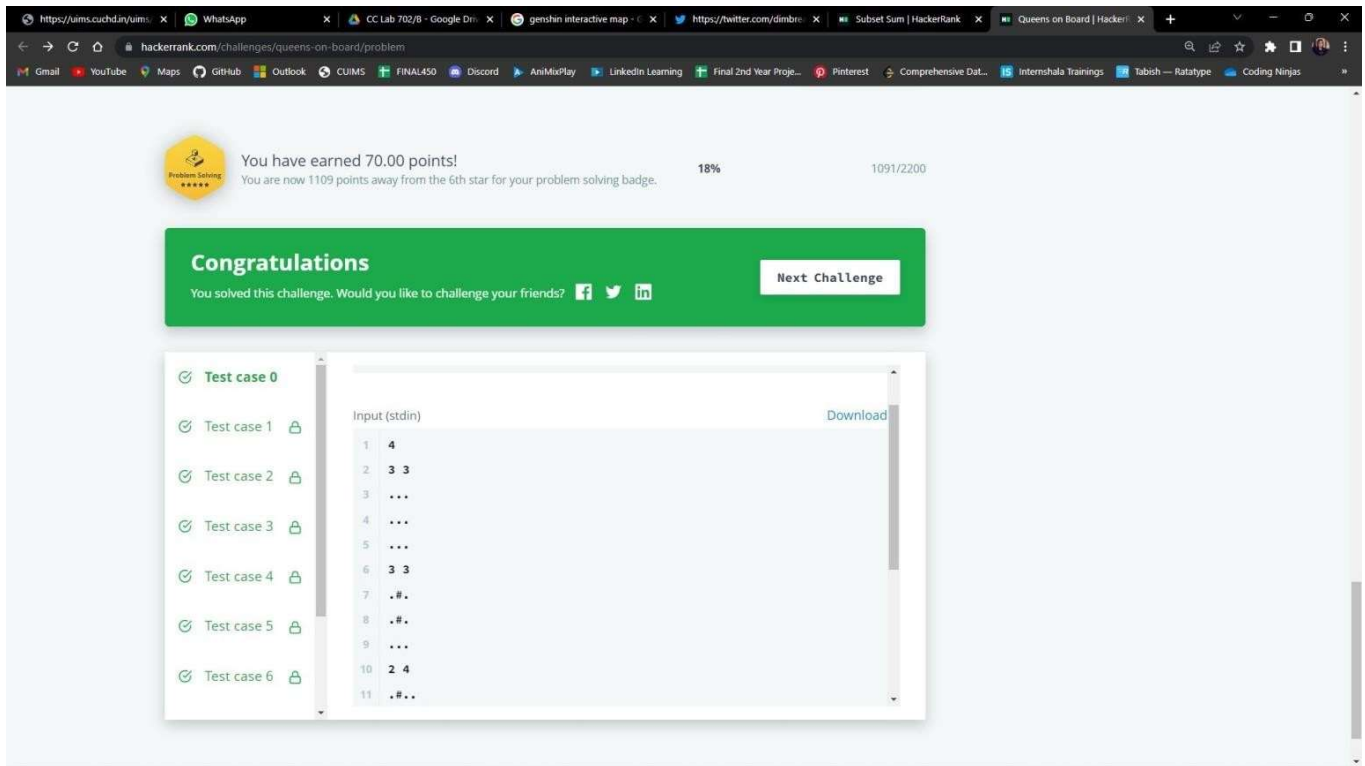 https://uims.cuchd.in/uims/
WhatsApp
CC Lab 702/B - Google Driv
genshin interactive map - G
https://twitter.com/dimbre
Subset Sum | HackerRank
Queens on Board | HackerR
hackerrank.com/challenges/queens-on-board/problem
Gmail YouTube Maps GitHub Outlook CUIMS FINAL450 Discord AniMixPlay LinkedIn Learning Final 2nd Year Proje... Pinterest Comprehensive Dat... Internshala Trainings Tabish — Ratatype Coding Ninjas »
Problem Solving
You have earned 70.00 points!
You are now 1109 points away from the 6th star for your problem solving badge.
18%
1091/2200
Congratulations
You solved this challenge. Would you like to challenge your friends?
Next Challenge
Test case 0
Test case 1
Test case 2
Test case 3
Test case 4
Test case 5
Test case 6
Input (stdin)
Download
1 4
2 3 3
3 ...
4 ...
5 ...
6 3 3
7 .#.
8 .#.
9 ...
10 2 4
11 .#..